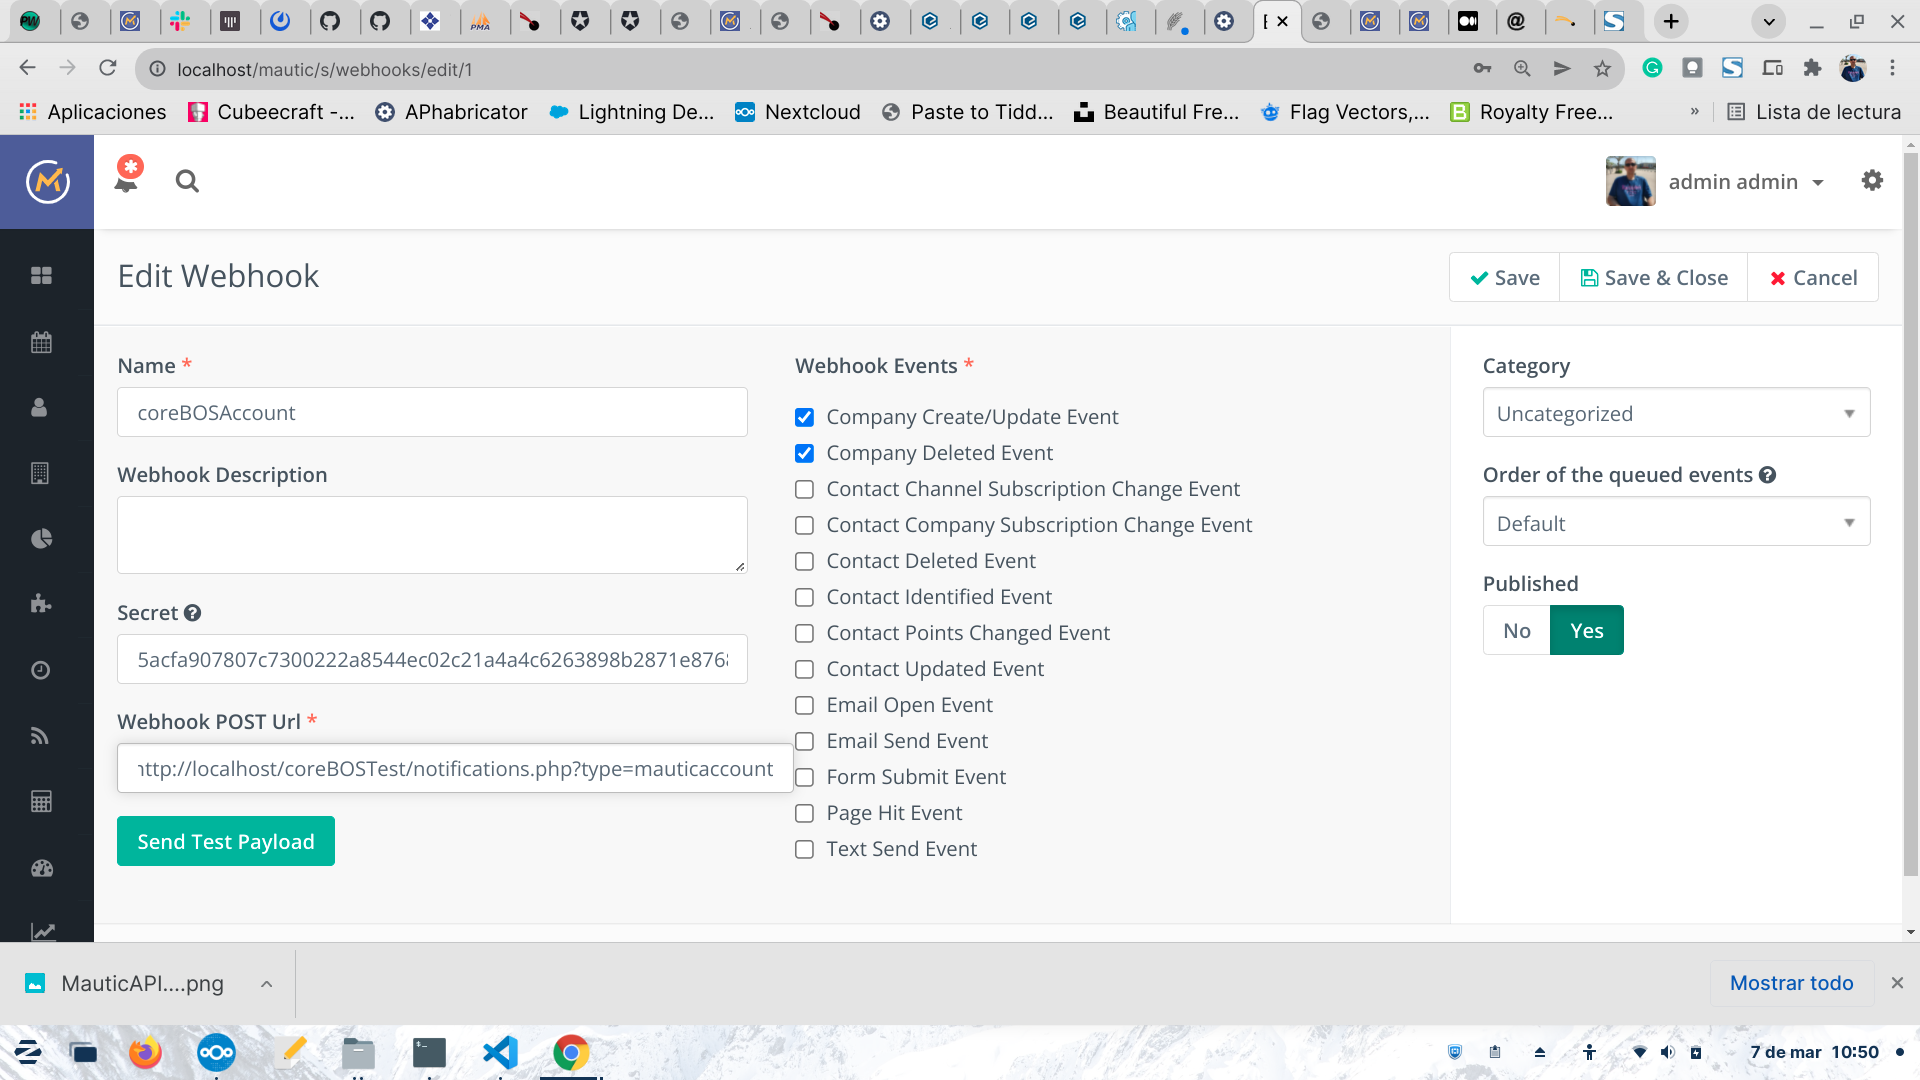 localhost/mautic/s/webhooks/edit/1
Aplicaciones
Cubeecraft -...
APhabricator
Lightning De...
Nextcloud
Paste to Tidd...
Beautiful Fre...
Flag Vectors,...
Royalty Free...
»
Lista de lectura
admin admin
Edit Webhook
Save
Save & Close
Cancel
Name *
coreBOSAccount
Webhook Description
Secret
5acfa907807c7300222a8544ec02c21a4a4c6263898b2871e876
Webhook POST Url *
http://localhost/coreBOSTest/notifications.php?type=mauticaccount
Send Test Payload
Webhook Events *
Company Create/Update Event
Company Deleted Event
Contact Channel Subscription Change Event
Contact Company Subscription Change Event
Contact Deleted Event
Contact Identified Event
Contact Points Changed Event
Contact Updated Event
Email Open Event
Email Send Event
Form Submit Event
Page Hit Event
Text Send Event
Category
Uncategorized
Order of the queued events
Default
Published
No
Yes
MauticAPI....png
Mostrar todo
7 de mar 10:50